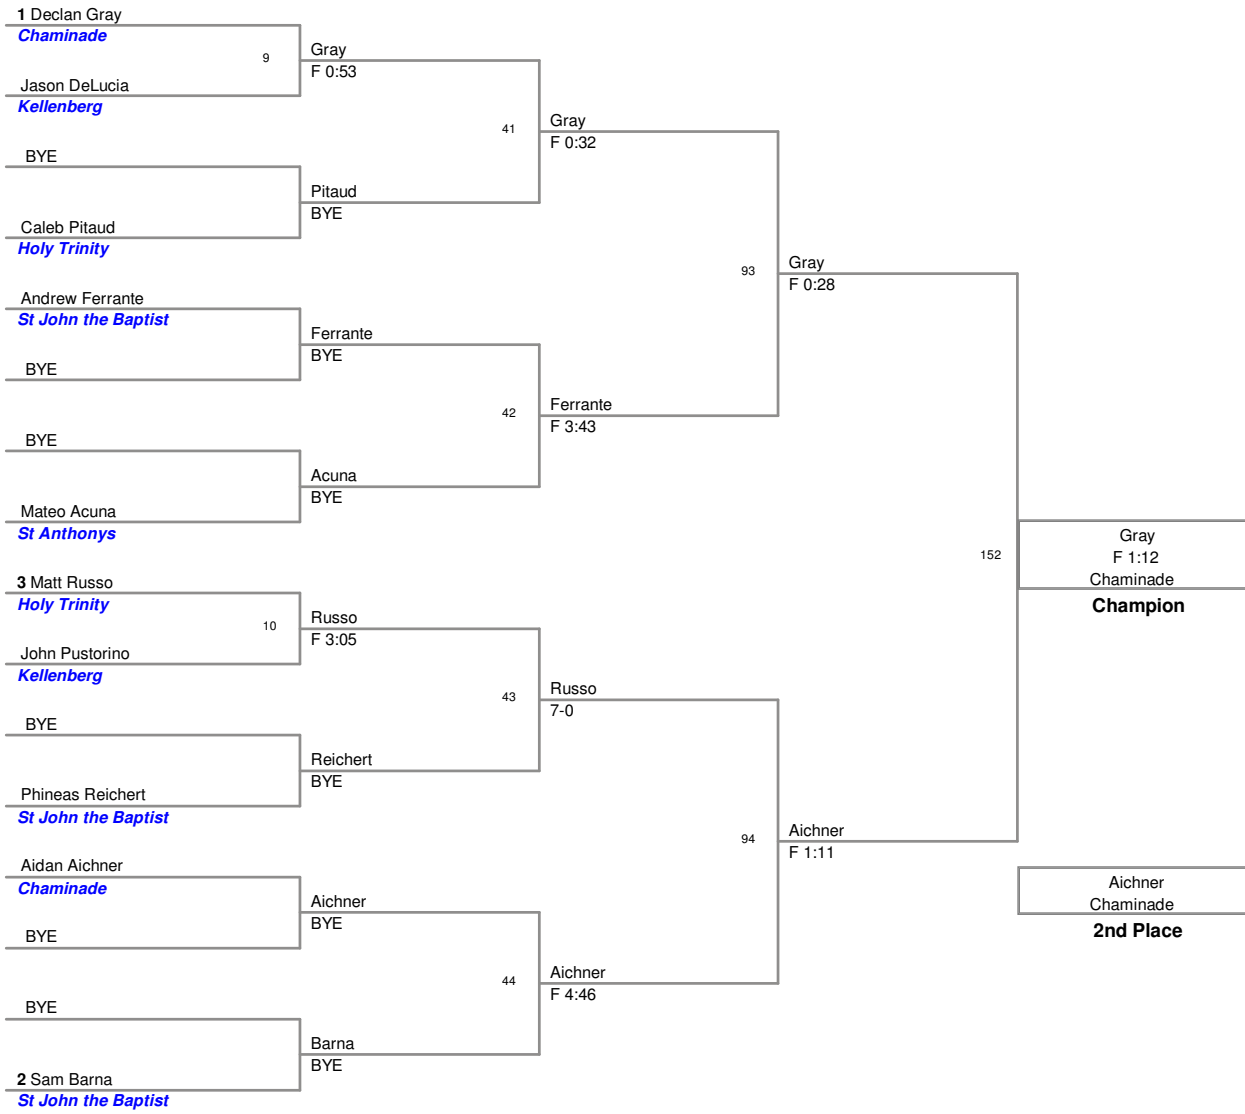 1 Declan Gray
Chaminade
9
Gray
F 0:53
Jason DeLucia
Kellenberg
41
Gray
F 0:32
BYE
Pitaud
BYE
Caleb Pitaud
Holy Trinity
93
Gray
F 0:28
Andrew Ferrante
St John the Baptist
Ferrante
BYE
BYE
42
Ferrante
F 3:43
BYE
Acuna
BYE
Mateo Acuna
St Anthonys
152
Gray
F 1:12
Chaminade
Champion
3 Matt Russo
Holy Trinity
10
Russo
F 3:05
John Pustorino
Kellenberg
43
Russo
7-0
BYE
Reichert
BYE
Phineas Reichert
St John the Baptist
94
Aichner
F 1:11
Aidan Aichner
Chaminade
Aichner
BYE
BYE
Aichner
Chaminade
2nd Place
44
Aichner
F 4:46
BYE
Barna
BYE
2 Sam Barna
St John the Baptist